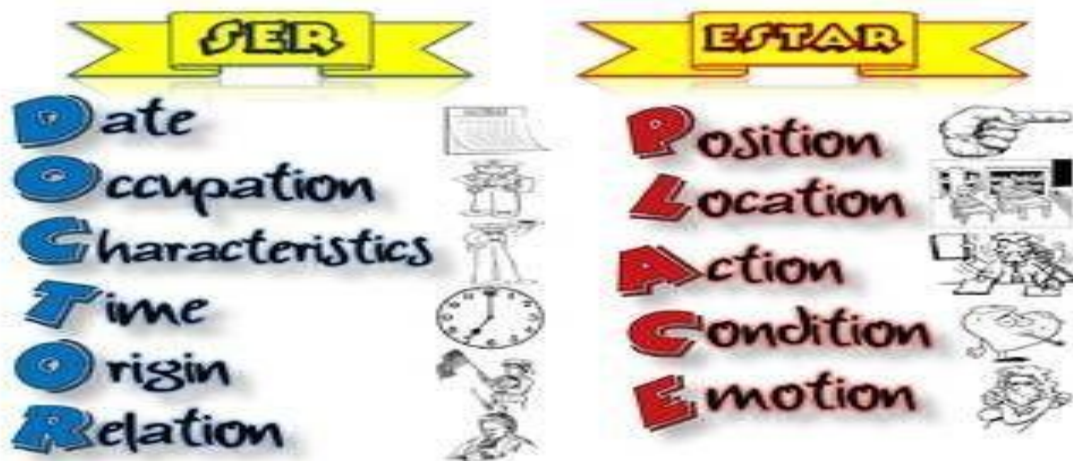 SER
Date
Occupation
Characteristics
Time
Origin
Relation
ESTAR
Position
Location
Action
Condition
Emotion